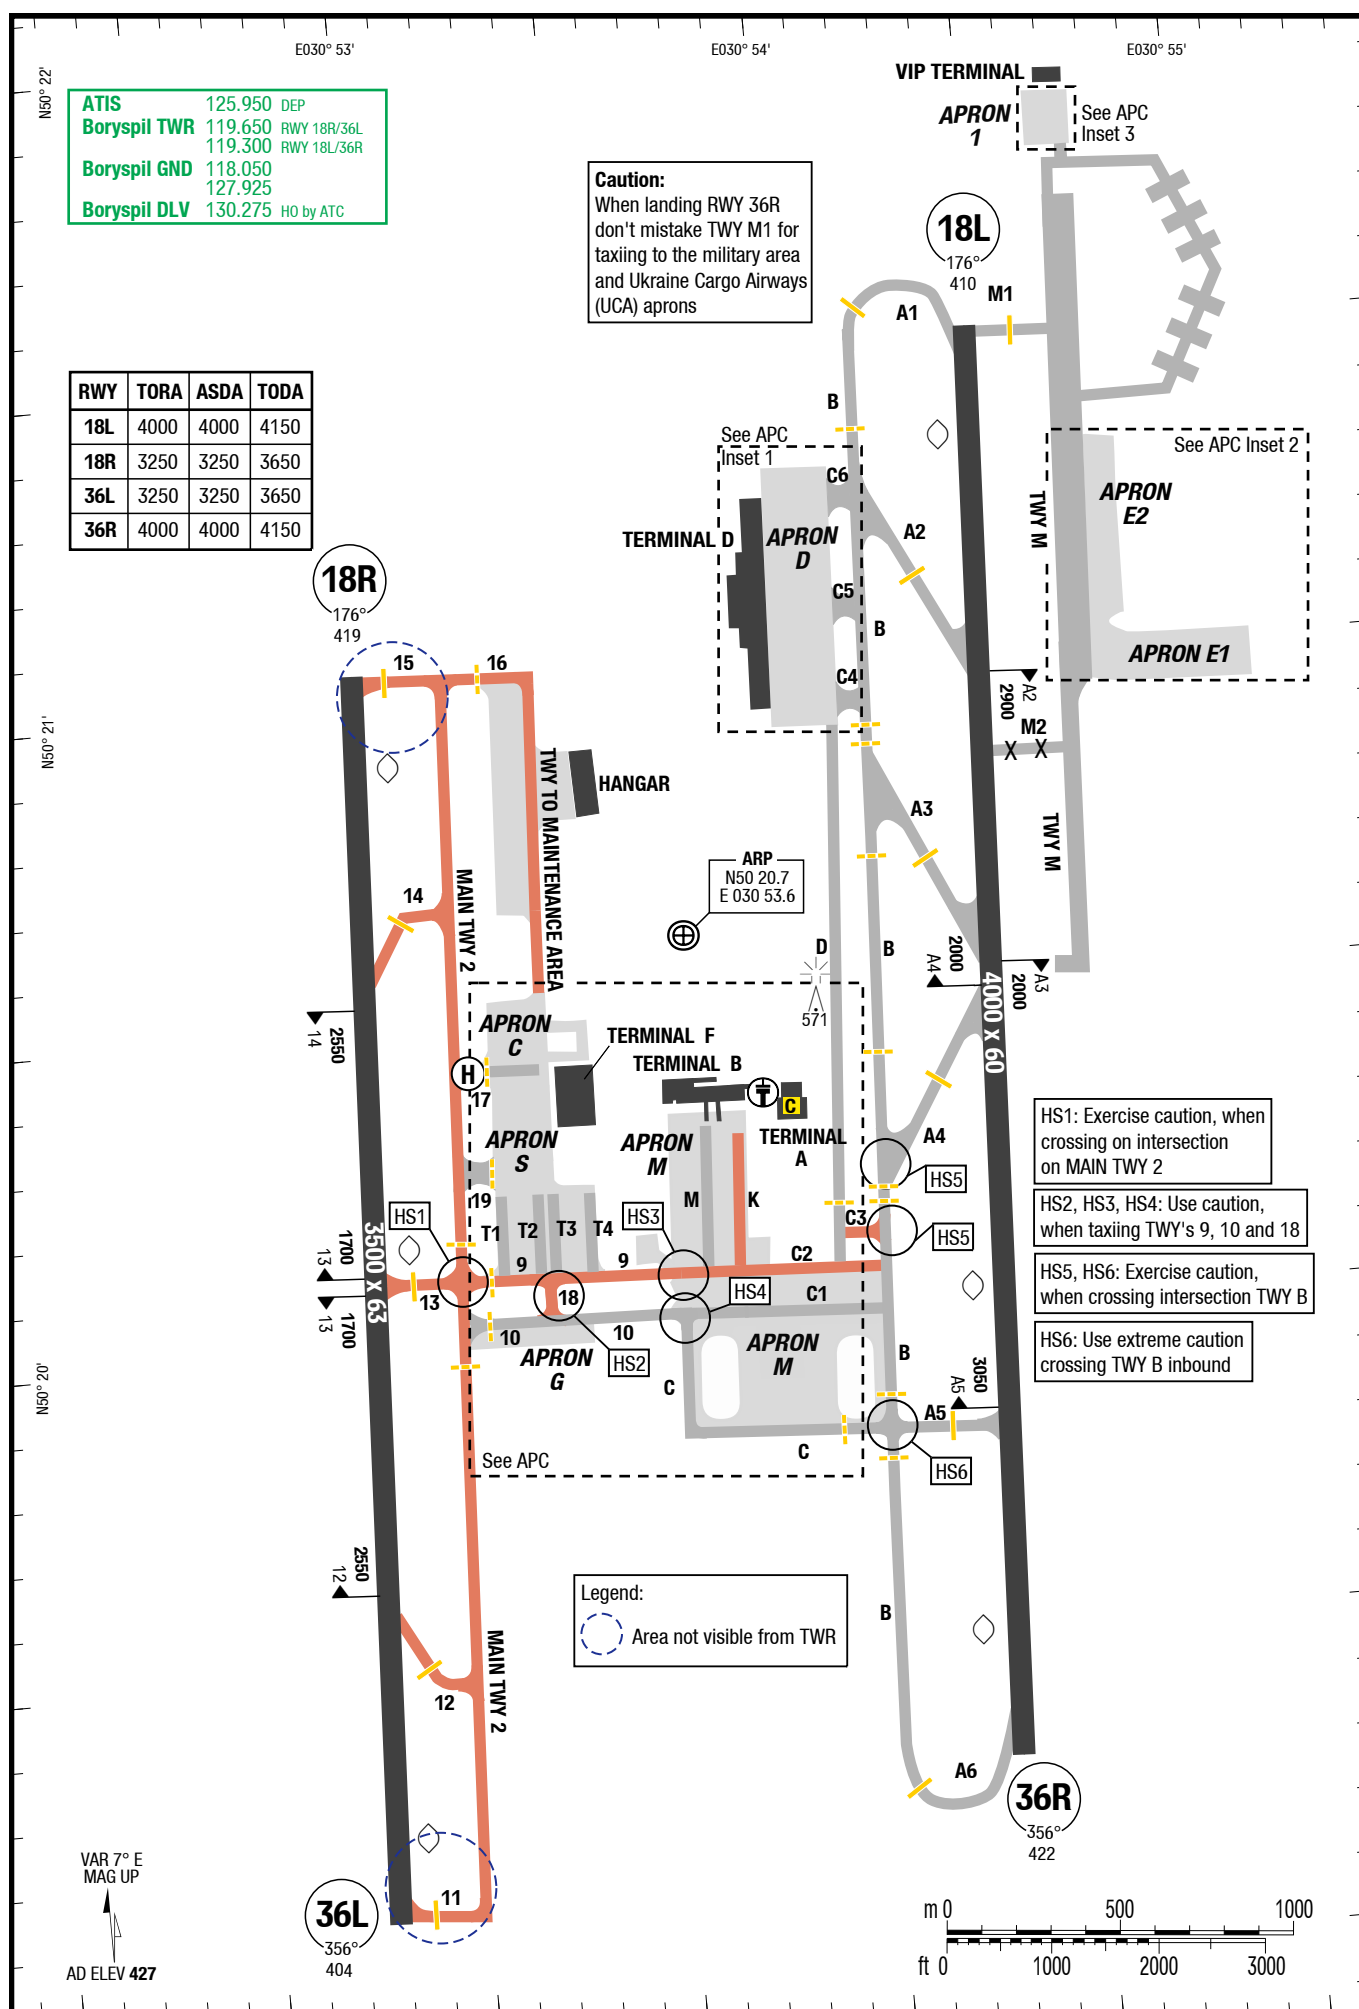 E030° 53'
E030° 54'
E030° 55'
N50° 22'
ATIS 125.950 DEP
Boryspil TWR 119.650 RWY 18R/36L
119.300 RWY 18L/36R
Boryspil GND 118.050
127.925
Boryspil DLV 130.275 HO by ATC
VIP TERMINAL
APRON
1
See APC
Inset 3
Caution:
When landing RWY 36R
don't mistake TWY M1 for
taxiing to the military area
and Ukraine Cargo Airways
(UCA) aprons
18L
176°
410
M1
A1
RWY TORA ASDA TODA
18L 4000 4000 4150
18R 3250 3250 3650
36L 3250 3250 3650
36R 4000 4000 4150
B
See APC
Inset 1
See APC Inset 2
C6
APRON
E2
TWY M
TERMINAL D
APRON
D
A2
C5
B
APRON E1
C4
18R
176°
419
15
16
A2
2900
M2
X X
N50° 21'
HANGAR
TWY TO MAINTENANCE AREA
A3
TWY M
ARP
N50 20.7
E 030 53.6
14
MAIN TWY 2
D
B
2000
A4
A3
2000
4000 x 60
571
2550
14
APRON
C
TERMINAL F
TERMINAL B
H
17
T
C
APRON
S
APRON
M
TERMINAL
A
A4
HS5
HS1: Exercise caution, when
crossing on intersection
on MAIN TWY 2
19
HS1
T1
T2
T3
T4
HS3
M
K
C3
HS5
HS2, HS3, HS4: Use caution,
when taxiing TWY's 9, 10 and 18
1700
13
3500 x 63
9
9
C2
HS5, HS6: Exercise caution,
when crossing intersection TWY B
13
18
HS4
C1
13
1700
10
10
HS2
APRON
G
APRON
M
B
HS6: Use extreme caution
crossing TWY B inbound
N50° 20'
C
3050
A5
A5
C
See APC
HS6
2550
12
Legend:
Area not visible from TWR
B
12
MAIN TWY 2
A6
36R
356°
422
VAR 7° E
MAG UP
AD ELEV 427
11
36L
356°
404
m 0 500 1000
ft 0 1000 2000 3000